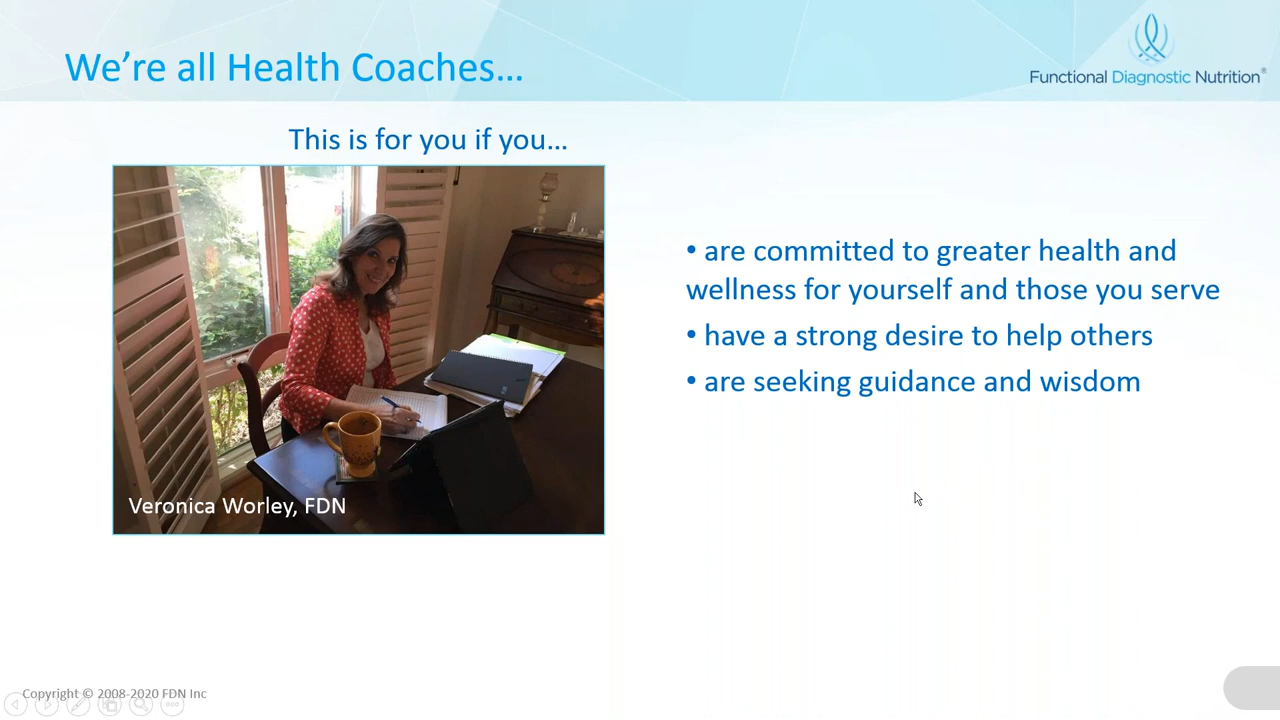 We're all Health Coaches...
Functional Diagnostic Nutrition®
This is for you if you...
• are committed to greater health and
wellness for yourself and those you serve
• have a strong desire to help others
• are seeking guidance and wisdom
Veronica Worley, FDN
Copyright © 2008-2020 FDN Inc